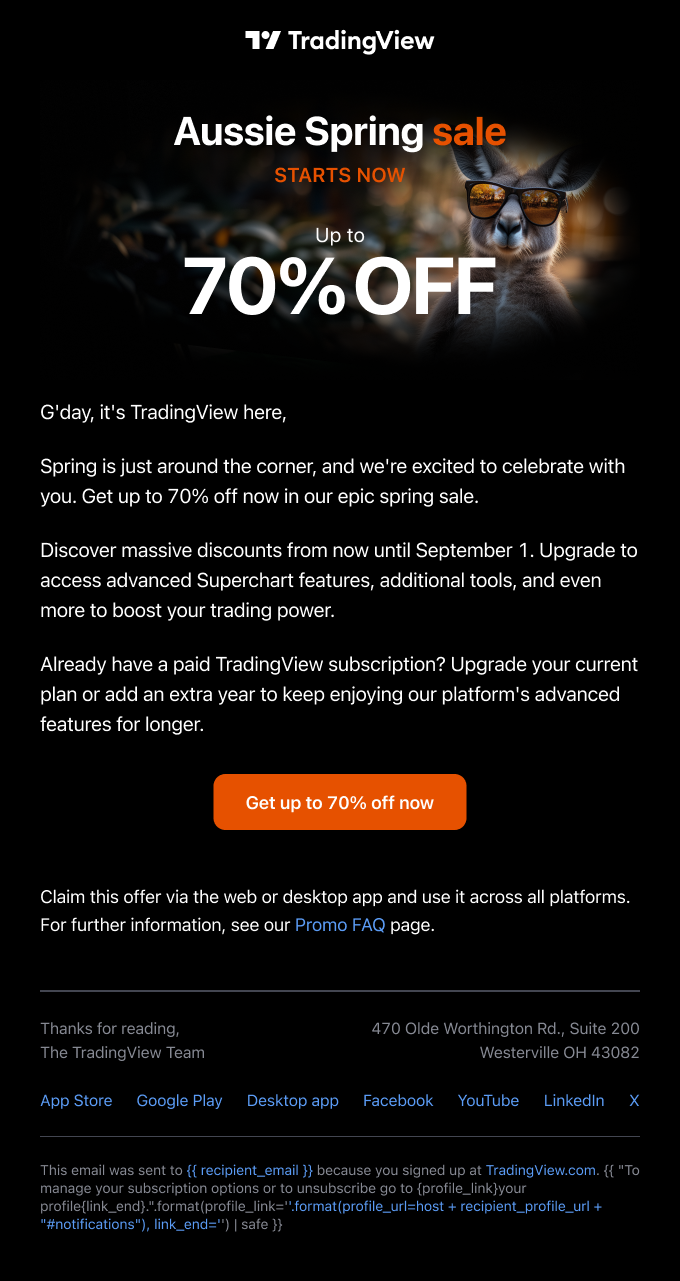 TradingView
Aussie Spring sale
STARTS NOW
Up to
70% OFF
G'day, it's TradingView here,
Spring is just around the corner, and we're excited to celebrate with
you. Get up to 70% off now in our epic spring sale.
Discover massive discounts from now until September 1. Upgrade to
access advanced Superchart features, additional tools, and even
more to boost your trading power.
Already have a paid TradingView subscription? Upgrade your current
plan or add an extra year to keep enjoying our platform's advanced
features for longer.
Get up to 70% off now
Claim this offer via the web or desktop app and use it across all platforms.
For further information, see our Promo FAQ page.
Thanks for reading,
The TradingView Team
470 Olde Worthington Rd., Suite 200
Westerville OH 43082
App Store Google Play Desktop app Facebook YouTube LinkedIn X
This email was sent to {{ recipient_email }} because you signed up at TradingView.com. {{ "To
manage your subscription options or to unsubscribe go to {profile_link}your
profile{link_end}.".format(profile_link=''.format(profile_url=host + recipient_profile_url +
"#notifications"), link_end='') | safe }}